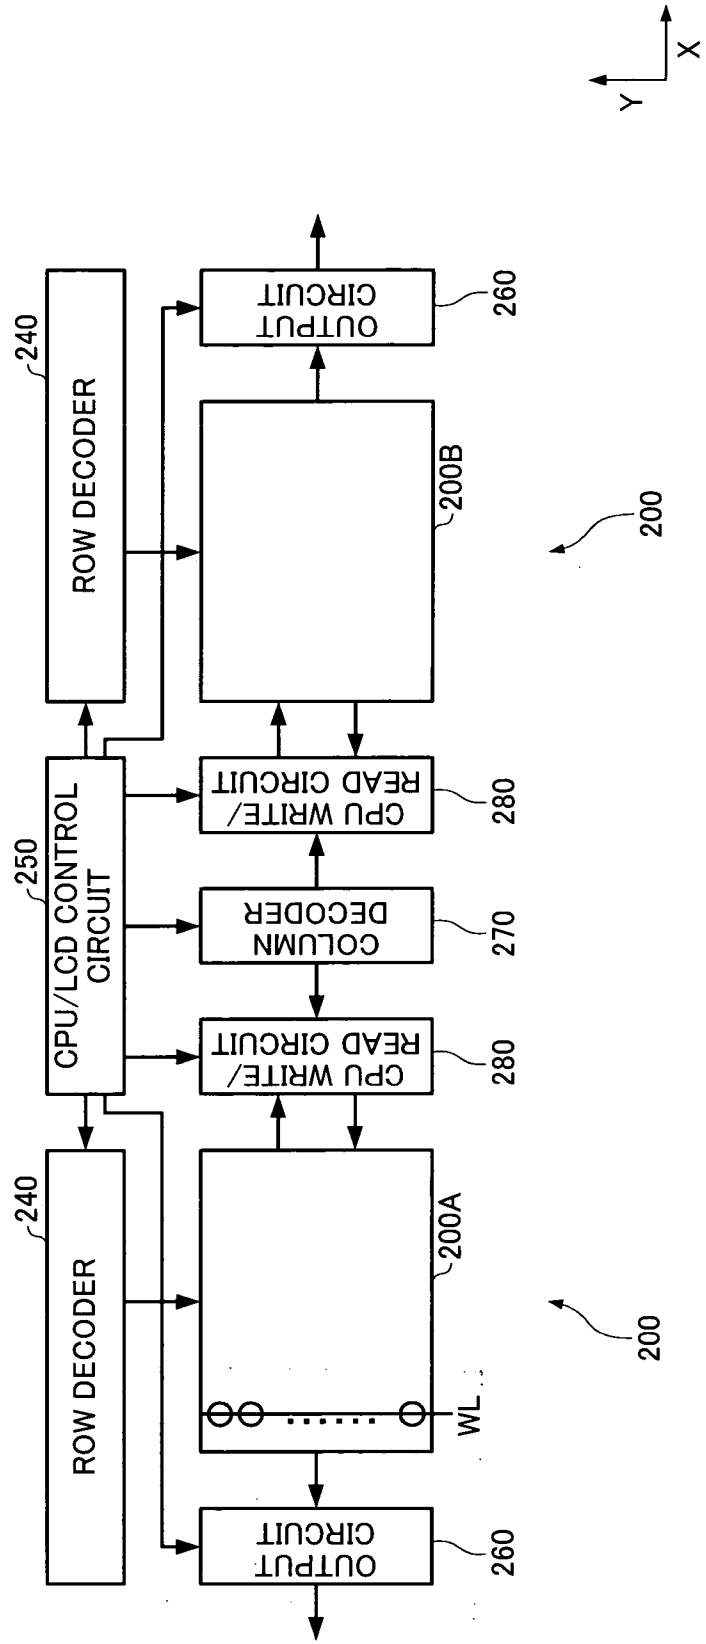 240
ROW DECODER
250
CPU/LCD CONTROL
CIRCUIT
240
ROW DECODER
OUTPUT
CIRCUIT
260
200A
WL
CPU WRITE/
READ CIRCUIT
280
COLUMN
DECODER
270
CPU WRITE/
READ CIRCUIT
280
200B
OUTPUT
CIRCUIT
260
200
200
Y
X